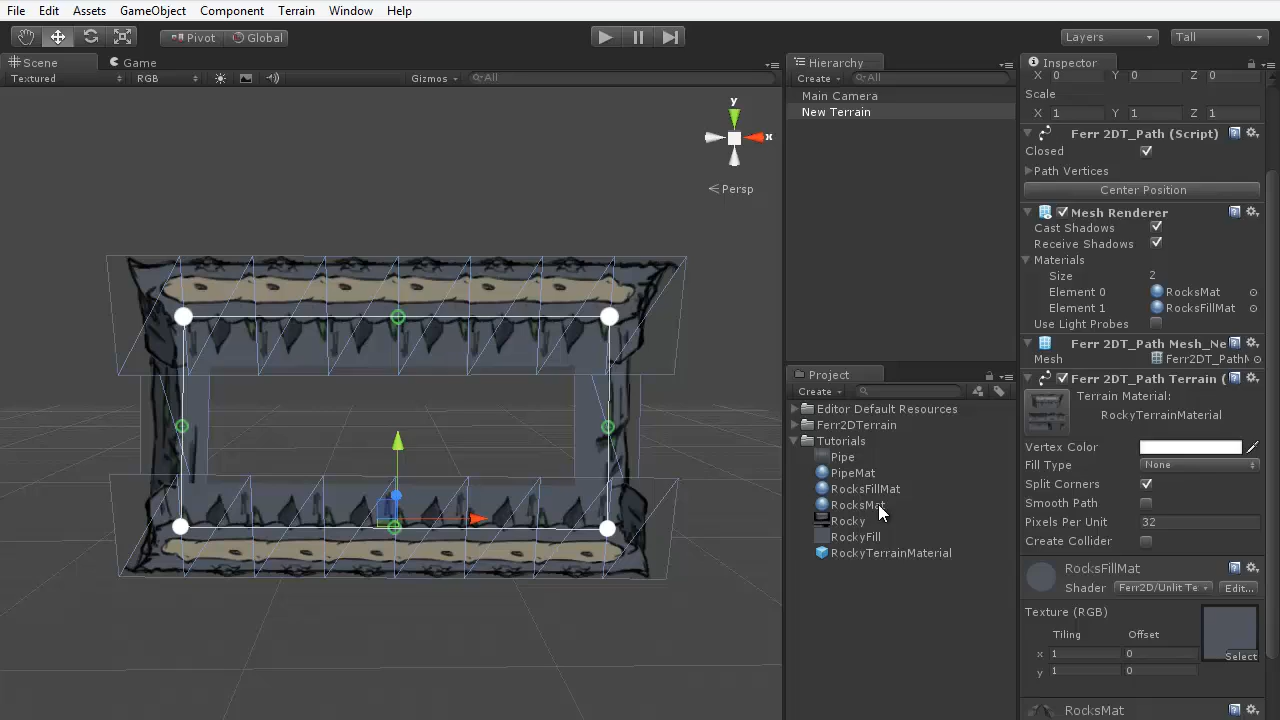 File Edit Assets GameObject Component Terrain Window Help
Pivot Global Layers Tall
Scene Game
Textured RGB Gizmos All
y
x
Persp
Hierarchy
Create All
Main Camera
New Terrain
Project
Create
Editor Default Resources
Ferr2DTerrain
Tutorials
Pipe
PipeMat
RocksFillMat
RocksMat
Rocky
RockyFill
RockyTerrainMaterial
Inspector
X 0 Y 0 Z 0
Scale
X 1 Y 1 Z 1
Ferr 2DT_Path (Script)
Closed
Path Vertices
Center Position
Mesh Renderer
Cast Shadows
Receive Shadows
Materials
Size 2
Element 0 RocksMat
Element 1 RocksFillMat
Use Light Probes
Ferr 2DT_Path Mesh_Ne
Mesh Ferr2DT_PathM
Ferr 2DT_Path Terrain (
Terrain Material:
RockyTerrainMaterial
Vertex Color
Fill Type None
Split Corners
Smooth Path
Pixels Per Unit 32
Create Collider
RocksFillMat
Shader Ferr2D/Unlit Te Edit...
Texture (RGB)
Tiling Offset
x 1 0
y 1 0
Select
RocksMat